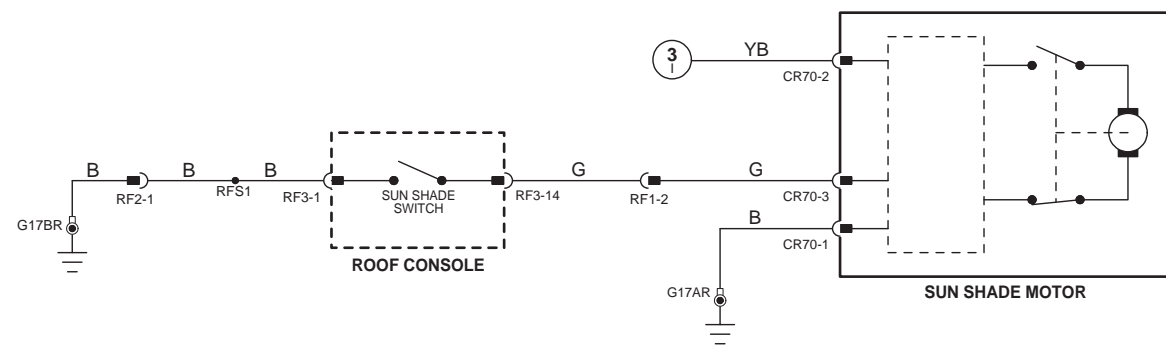 3
I
YB
CR70-2
B
B
B
G
G
RF2-1
RFS1
RF3-1
SUN SHADE
SWITCH
RF3-14
RF1-2
CR70-3
G17BR
B
CR70-1
ROOF CONSOLE
G17AR
SUN SHADE MOTOR